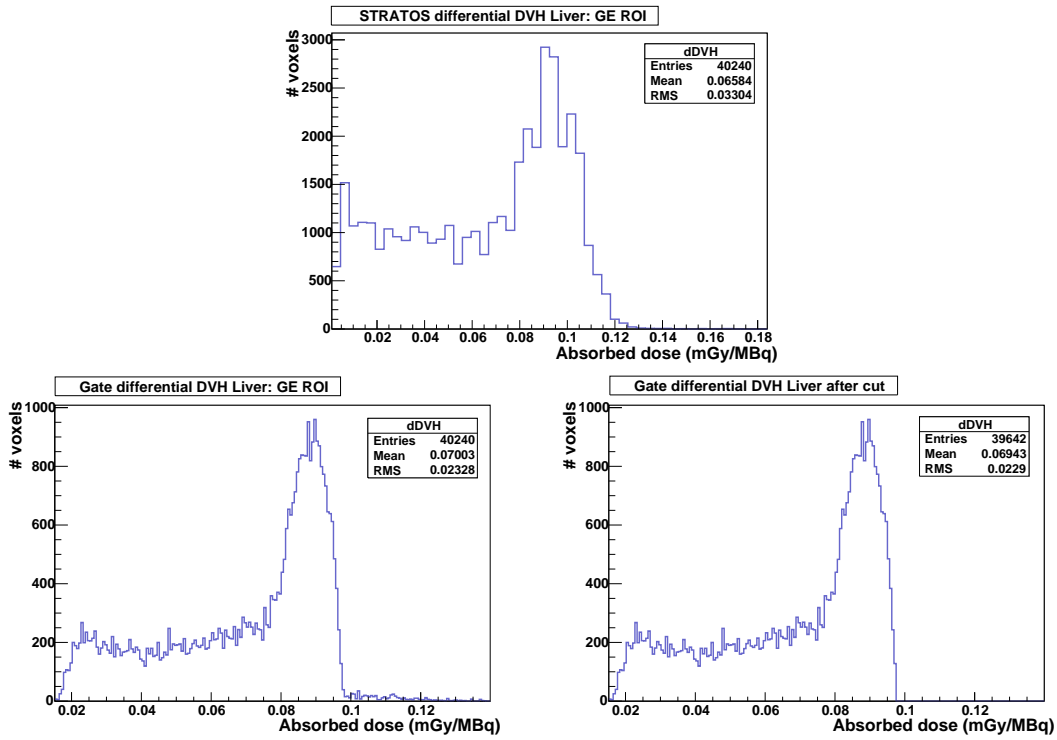 STRATOS differential DVH Liver: GE ROI
dDVH
Entries 40240
Mean 0.06584
RMS 0.03304
# voxels
3000
2500
2000
1500
1000
500
0
0.02 0.04 0.06 0.08 0.1 0.12 0.14 0.16 0.18
Absorbed dose (mGy/MBq)
Gate differential DVH Liver: GE ROI
dDVH
Entries 40240
Mean 0.07003
RMS 0.02328
# voxels
1000
800
600
400
200
0
0.02 0.04 0.06 0.08 0.1 0.12
Absorbed dose (mGy/MBq)
Gate differential DVH Liver after cut
dDVH
Entries 39642
Mean 0.06943
RMS 0.0229
# voxels
1000
800
600
400
200
0
0.02 0.04 0.06 0.08 0.1 0.12
Absorbed dose (mGy/MBq)